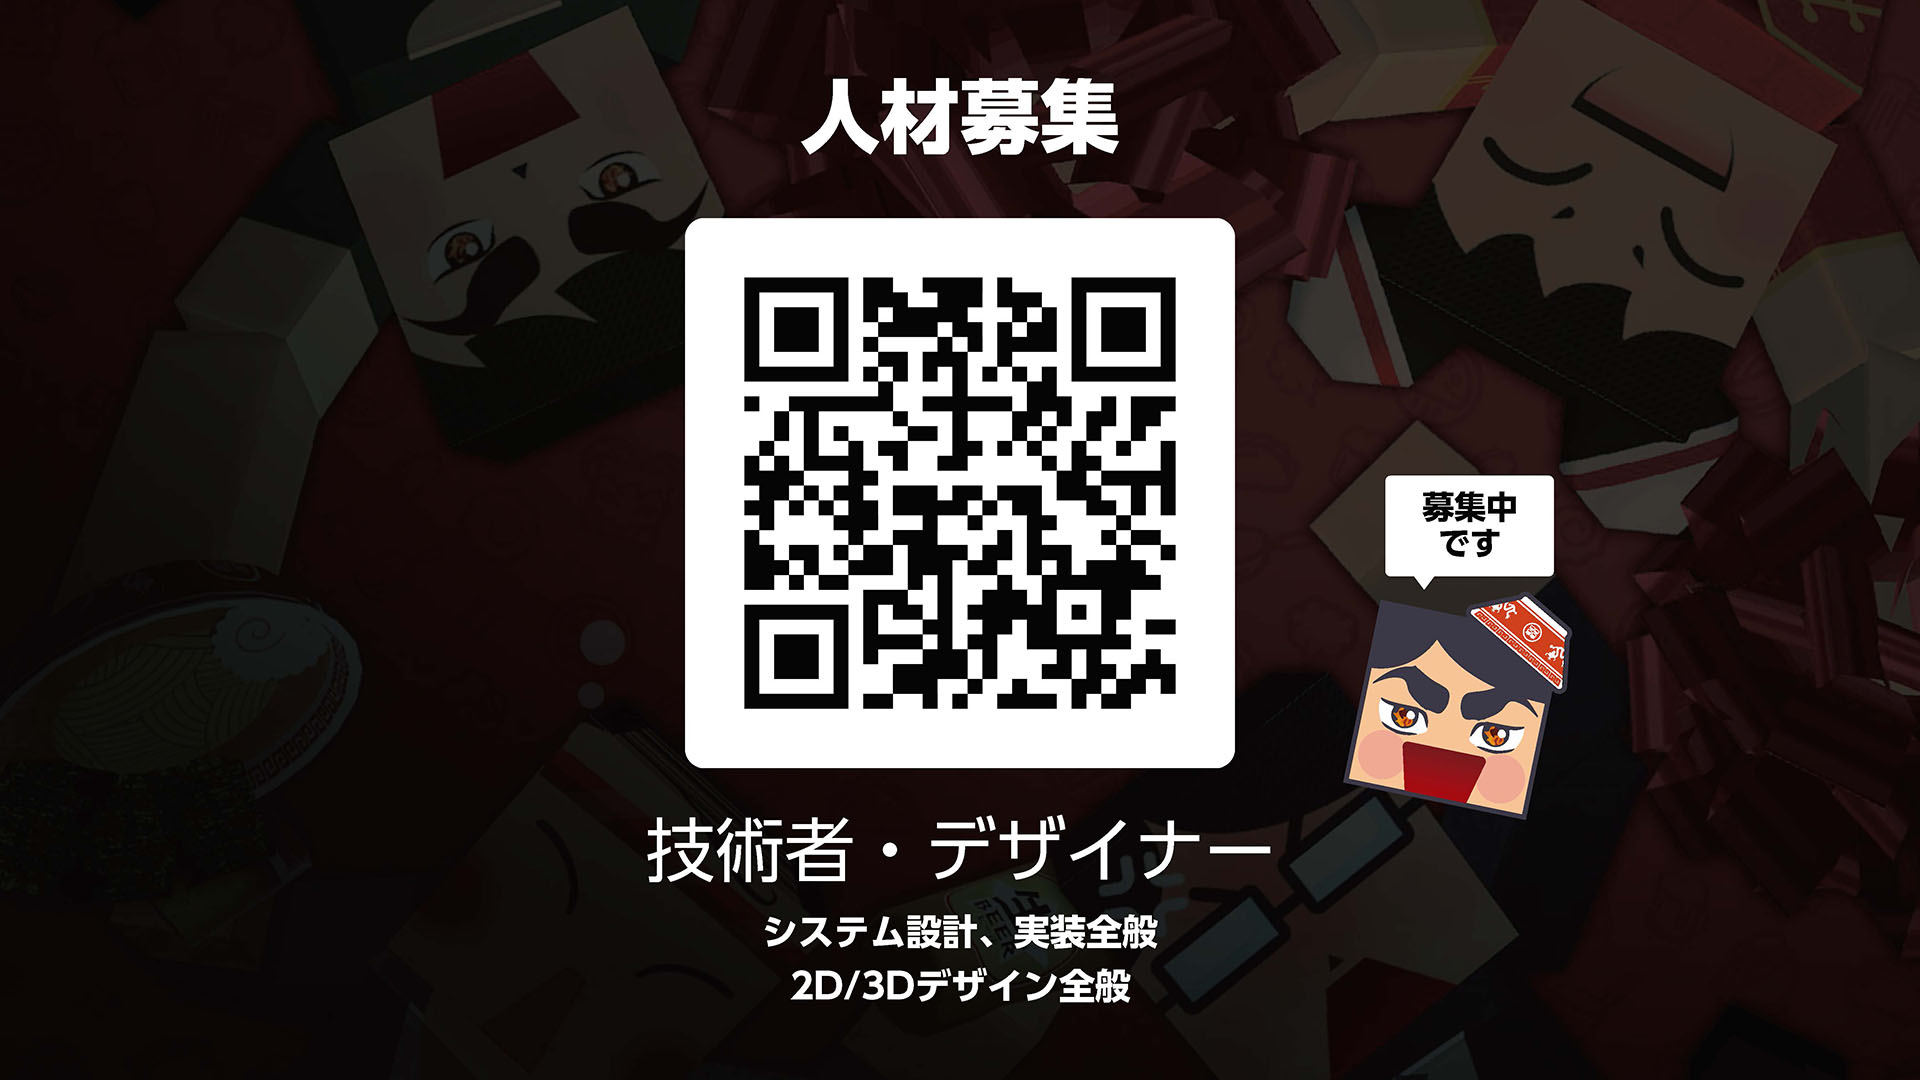 人材募集
募集中
です
技術者・デザイナー
システム設計、実装全般
2D/3Dデザイン全般